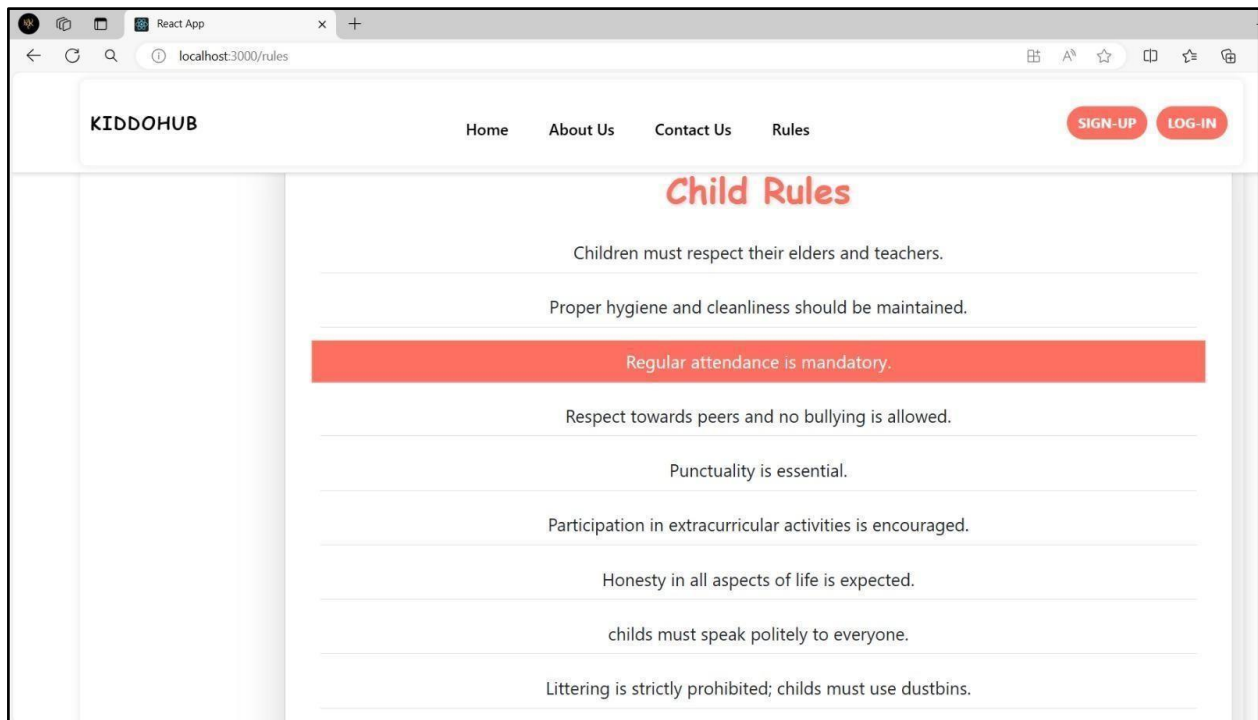 React App
localhost:3000/rules
KIDDOHUB
Home About Us Contact Us Rules
SIGN-UP LOG-IN
Child Rules
Children must respect their elders and teachers.
Proper hygiene and cleanliness should be maintained.
Regular attendance is mandatory.
Respect towards peers and no bullying is allowed.
Punctuality is essential.
Participation in extracurricular activities is encouraged.
Honesty in all aspects of life is expected.
childs must speak politely to everyone.
Littering is strictly prohibited; childs must use dustbins.